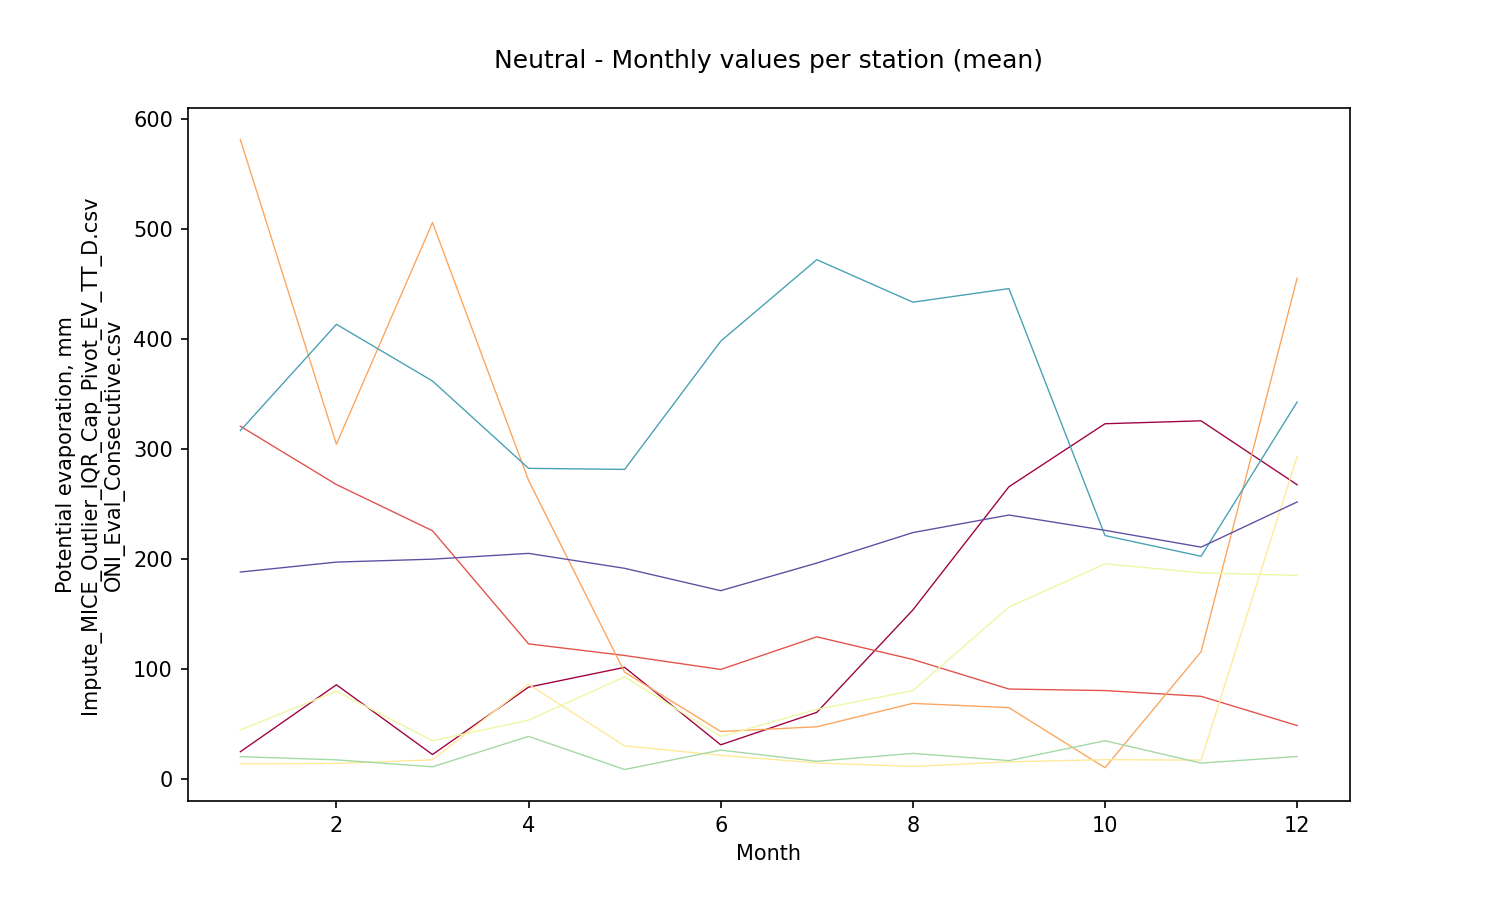 Neutral - Monthly values per station (mean)
Potential evaporation, mm
Impute_MICE_Outlier_IQR_Cap_Pivot_EV_TT_D.csv
ONI_Eval_Consecutive.csv
600
500
400
300
200
100
0
2 4 6 8 10 12
Month